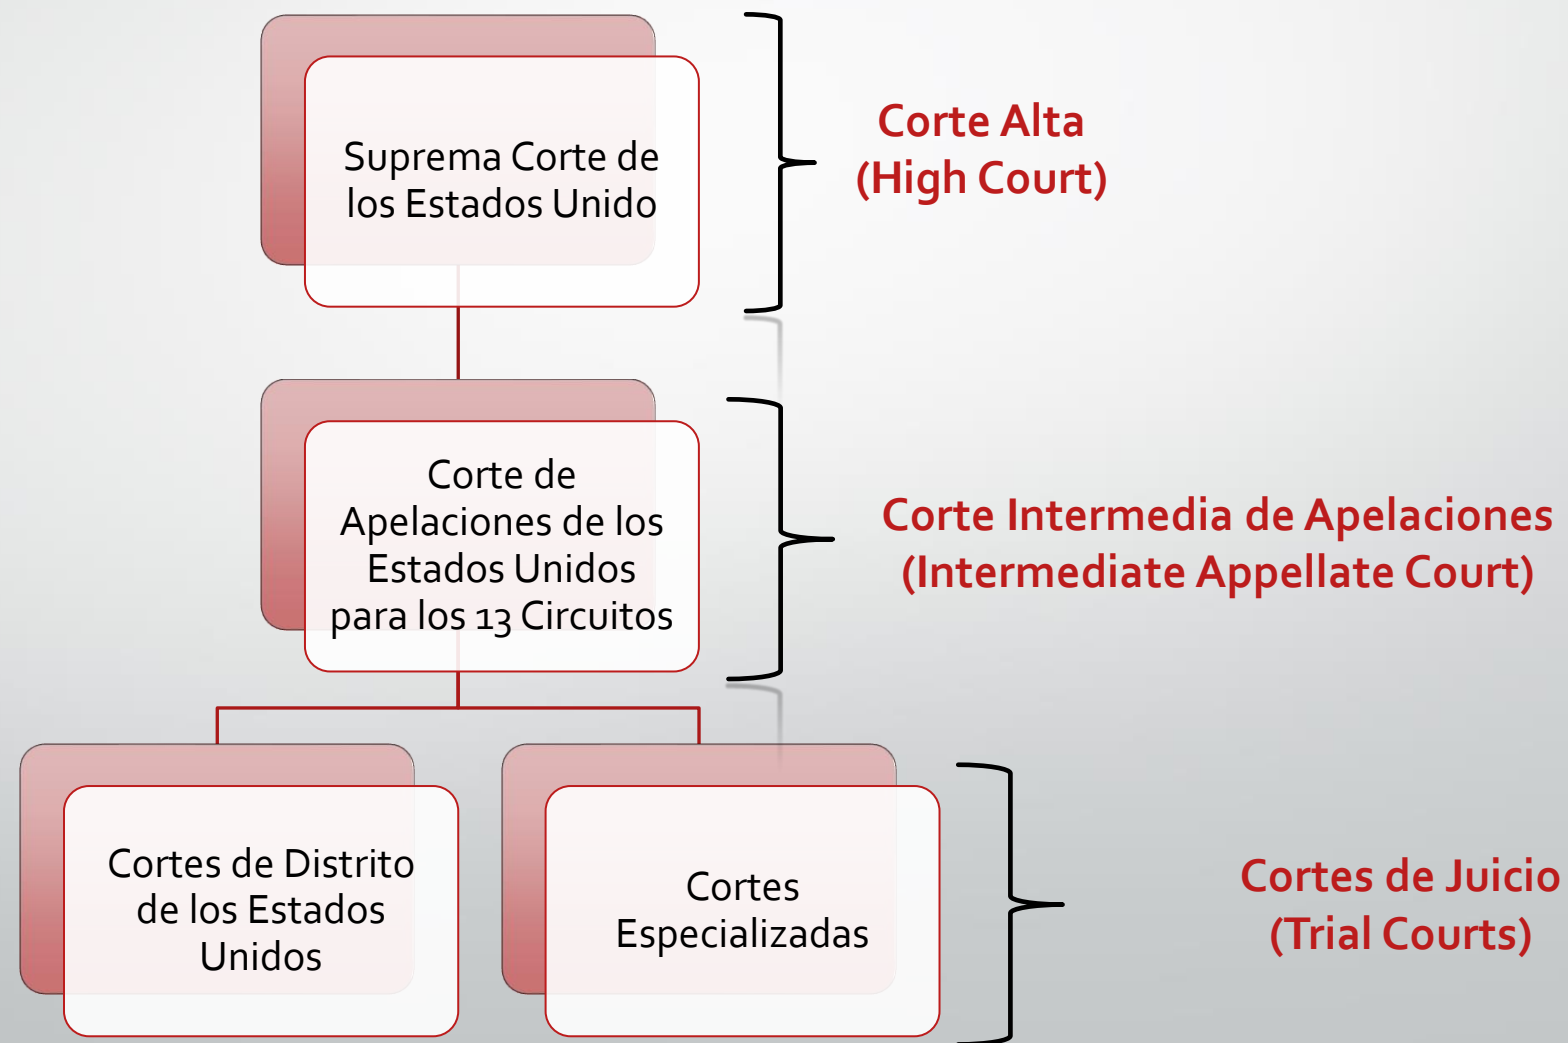 Suprema Corte de
los Estados Unido
Corte Alta
(High Court)
Corte de
Apelaciones de los
Estados Unidos
para los 13 Circuitos
Corte Intermedia de Apelaciones
(Intermediate Appellate Court)
Cortes de Distrito
de los Estados
Unidos
Cortes
Especializadas
Cortes de Juicio
(Trial Courts)